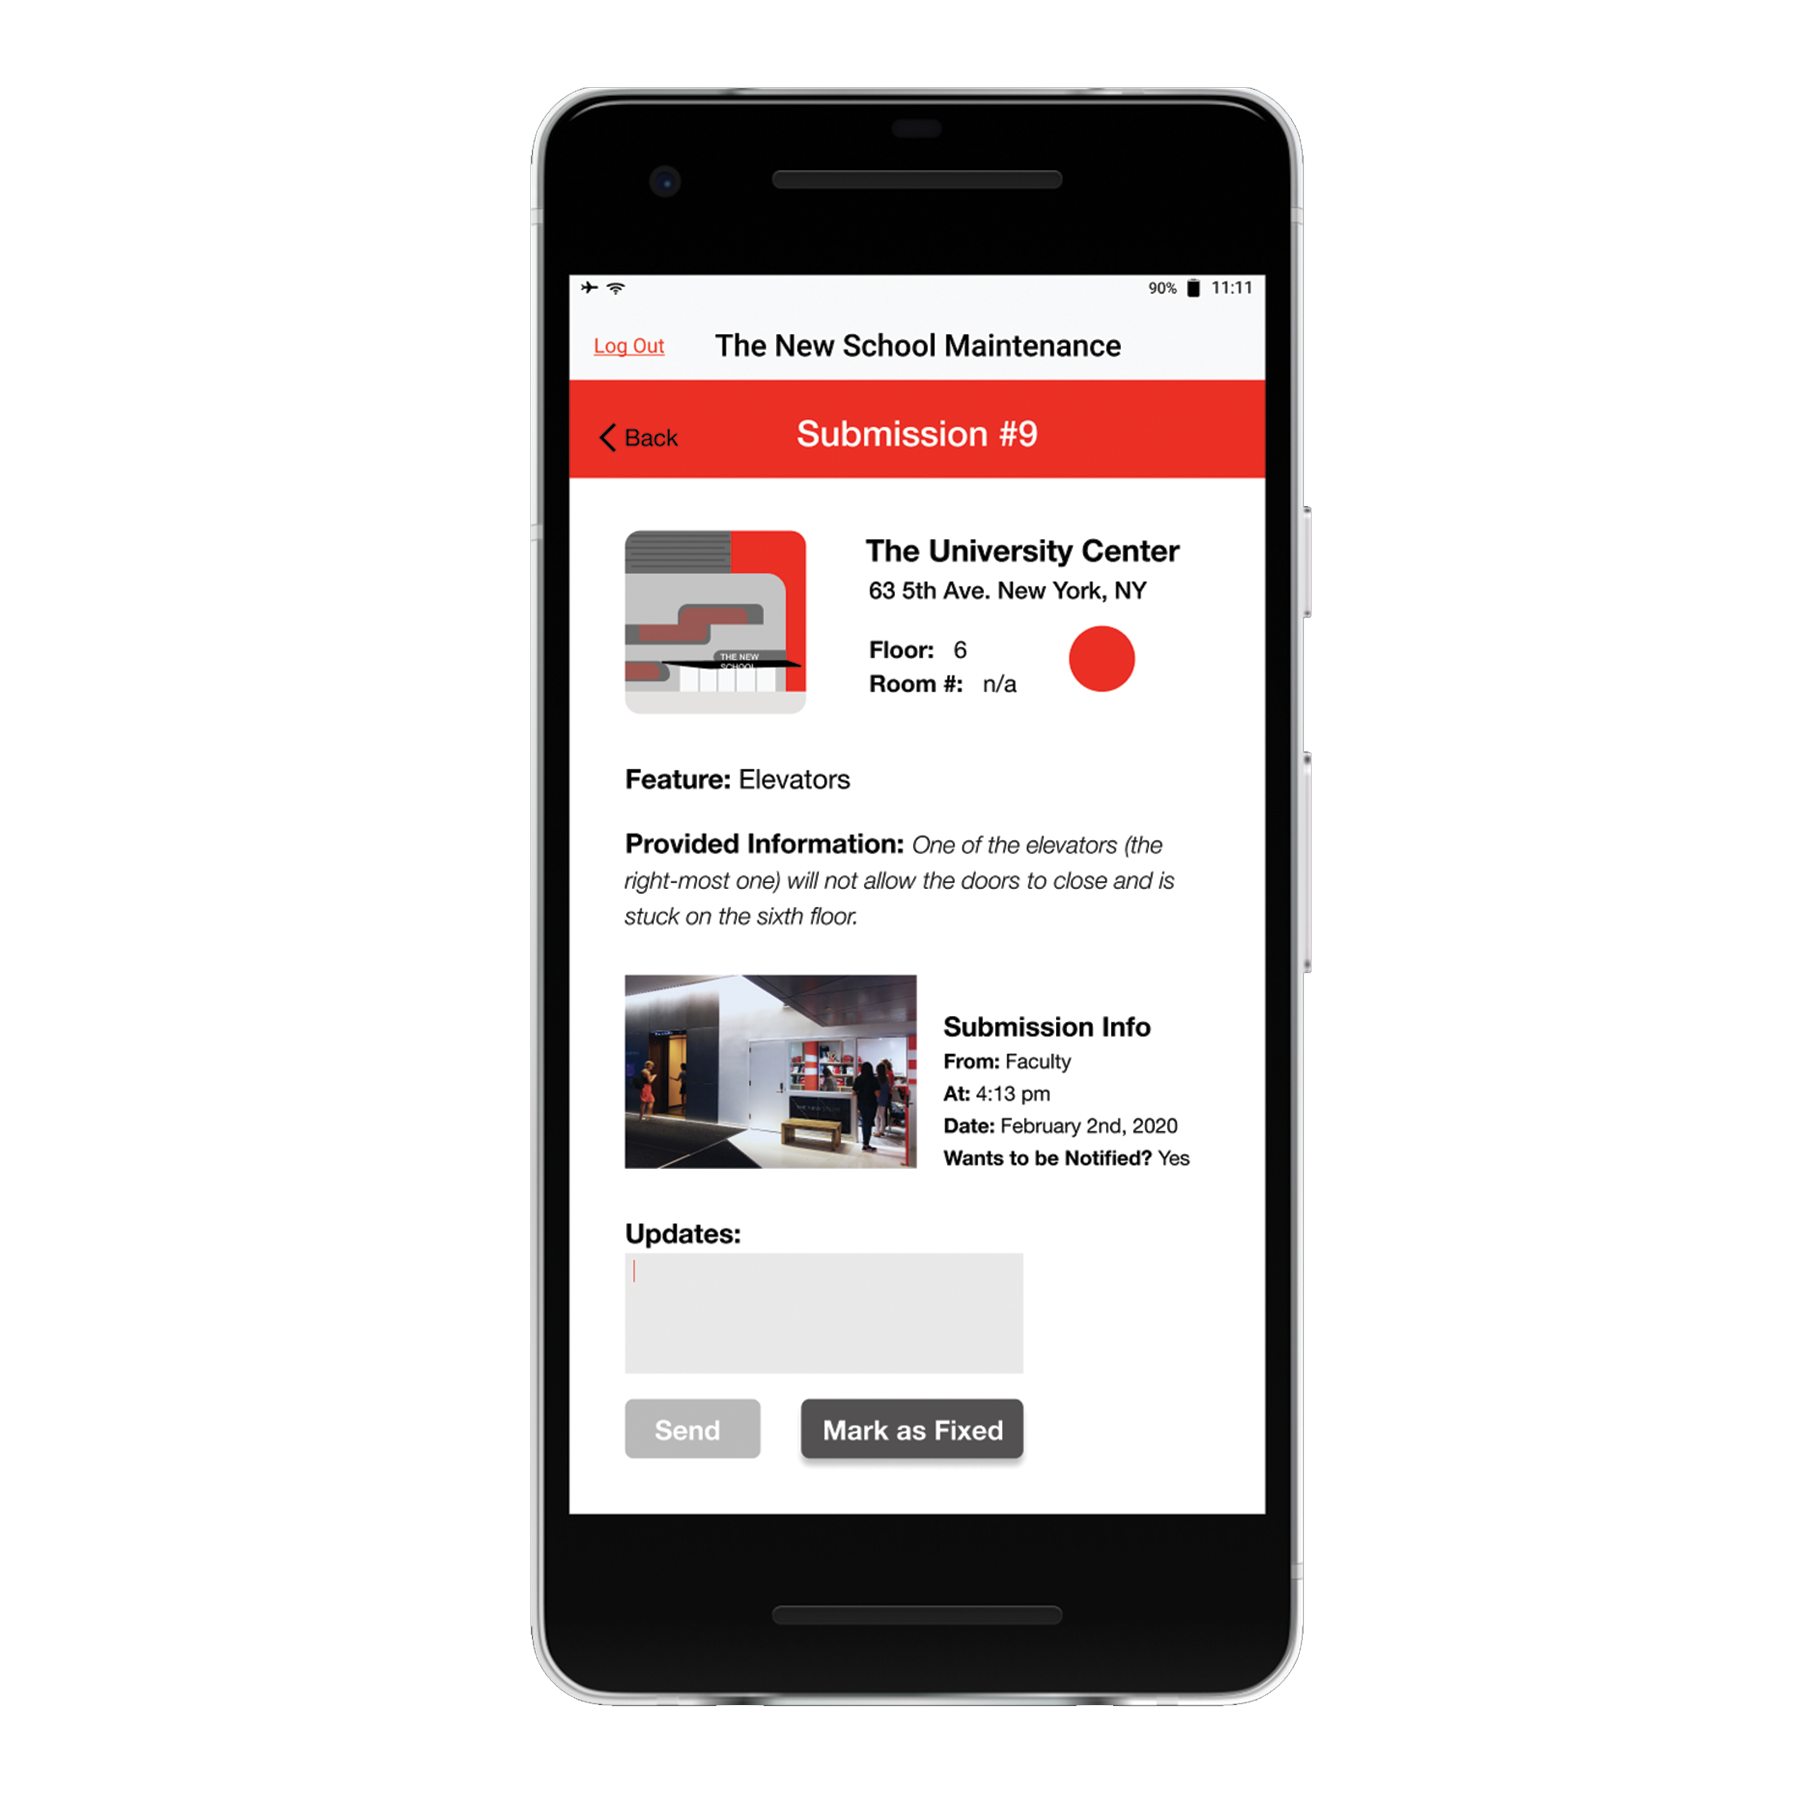 90% 11:11
Log Out The New School Maintenance
Back Submission #9
The University Center
63 5th Ave. New York, NY
Floor: 6
Room #: n/a
THE NEW
SCHOOL
Feature: Elevators
Provided Information: One of the elevators (the
right-most one) will not allow the doors to close and is
stuck on the sixth floor.
Submission Info
From: Faculty
At: 4:13 pm
Date: February 2nd, 2020
Wants to be Notified? Yes
Updates:
Send Mark as Fixed